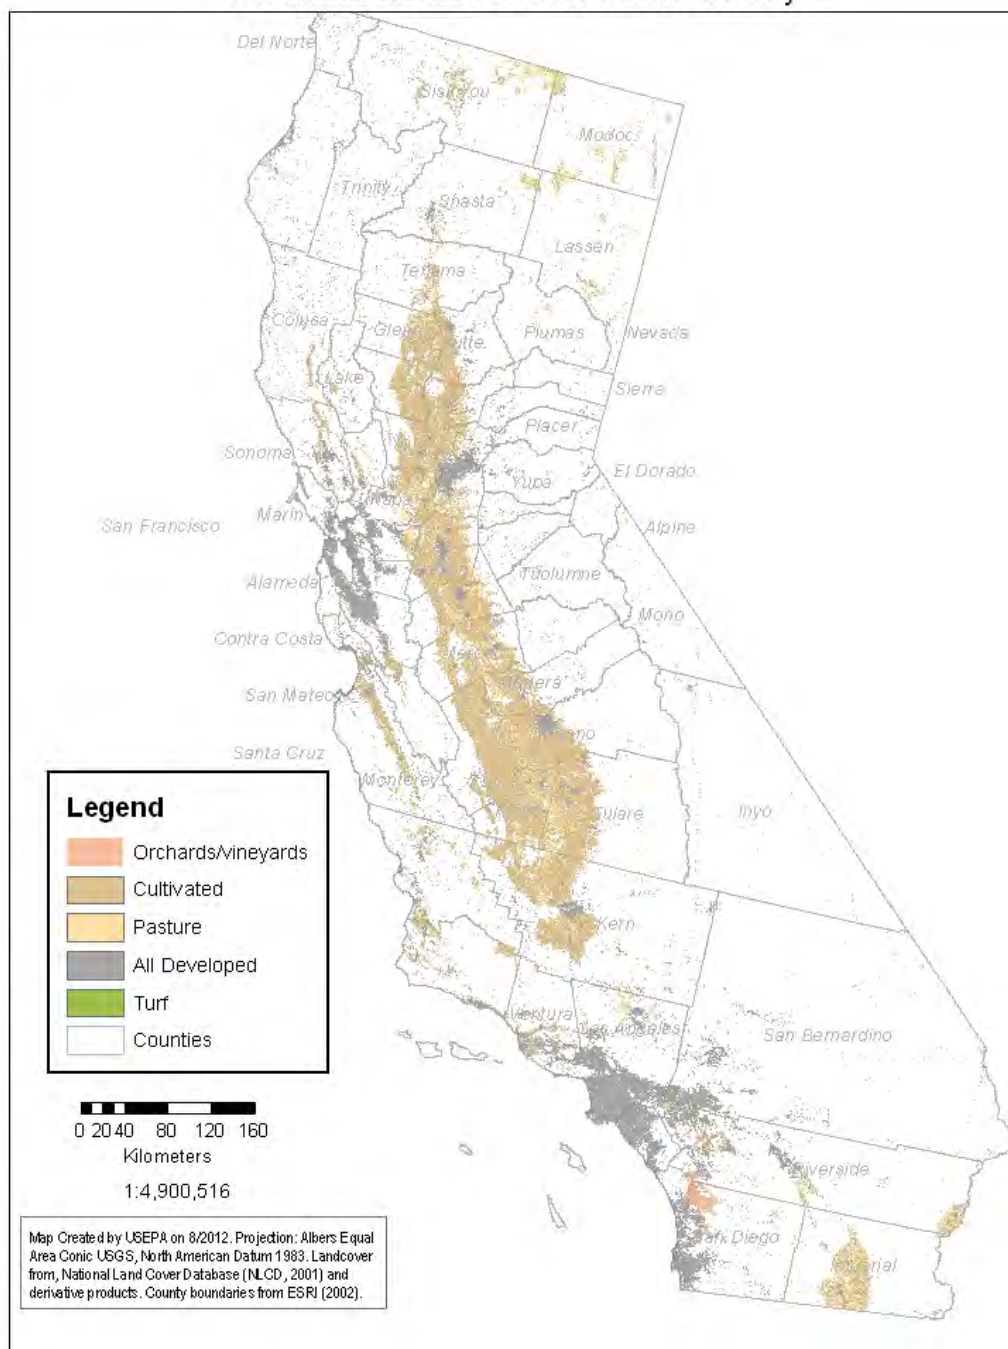 Del Norte
Siskiyou
Modoc
Trinity
Shasta
Lassen
Tehama
Colusa
Glenn
Plumas
Nevada
Lake
Sierra
Placer
Sonoma
El Dorado
Yuba
Napa
Marin
San Francisco
Alpine
Tuolumne
Alameda
Mono
Contra Costa
Merced
Madera
San Mateo
Santa Cruz
Monterey
Tulare
Inyo
Kern
Ventura
Los Angeles
San Bernardino
Riverside
San Diego
Imperial
Legend
Orchards/vineyards
Cultivated
Pasture
All Developed
Turf
Counties
0 20 40 80 120 160
Kilometers
1:4,900,516
Map Created by USEPA on 8/2012. Projection: Albers Equal
Area Conic USGS, North American Datum 1983. Landcover
from, National Land Cover Database (NLCD, 2001) and
derivative products. County boundaries from ESRI (2002).